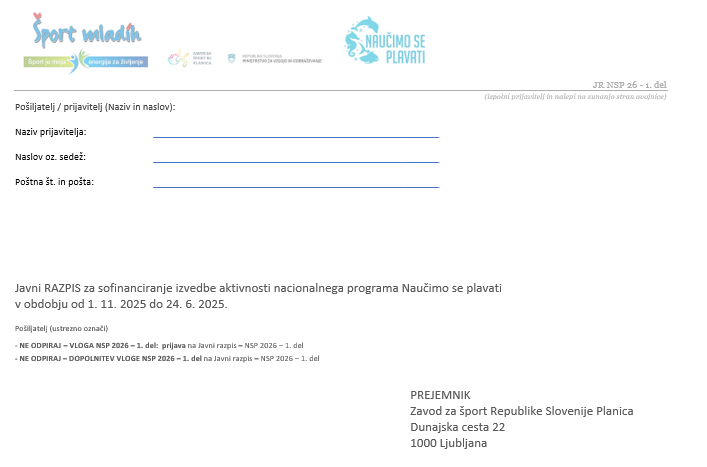 Šport mladih
Šport je moja energija za življenje
ZAVOD ZA
ŠPORT RS
PLANICA
REPUBLIKA SLOVENIJA
MINISTRSTVO ZA VZGOJO IN IZOBRAŽEVANJE
NAUČIMO SE
PLAVATI
JR NSP 26 - 1. del
(izpolni prijavitelj in nalepi na zunanjo stran ovojnice)
Pošiljatelj / prijavitelj (Naziv in naslov):
Naziv prijavitelja:
Naslov oz. sedež:
Poštna št. in pošta:
Javni RAZPIS za sofinanciranje izvedbe aktivnosti nacionalnega programa Naučimo se plavati
v obdobju od 1. 11. 2025 do 24. 6. 2025.
Pošiljatelj (ustrezno označi)
- NE ODPIRAJ – VLOGA NSP 2026 – 1. del: prijava na Javni razpis – NSP 2026 – 1. del
- NE ODPIRAJ – DOPOLNITEV VLOGE NSP 2026 – 1. del na Javni razpis – NSP 2026 – 1. del
PREJEMNIK
Zavod za šport Republike Slovenije Planica
Dunajska cesta 22
1000 Ljubljana